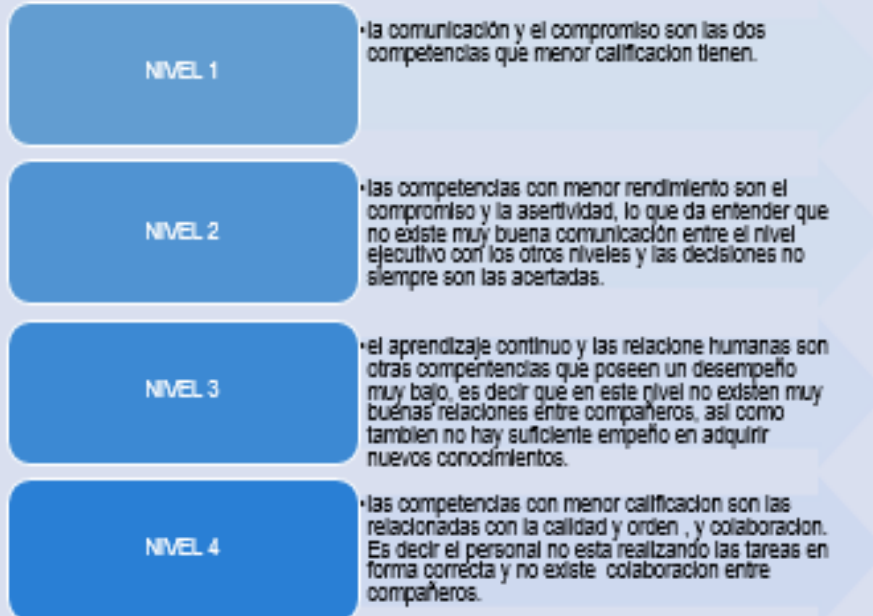 NIVEL 1
•la comunicación y el compromiso son las dos
competencias que menor calificacion tienen.
NIVEL 2
•las competencias con menor rendimiento son el
compromiso y la asertividad, lo que da entender que
no existe muy buena comunicación entre el nivel
ejecutivo con los otros niveles y las decisiones no
siempre son las acertadas.
NIVEL 3
•el aprendizaje continuo y las relacione humanas son
otras compentencias que poseen un desempeño
muy bajo, es decir que en este nivel no existen muy
buenas relaciones entre compañeros, asi como
tambien no hay suficiente empeño en adquirir
nuevos conocimientos.
NIVEL 4
•las competencias con menor calificacion son las
relacionadas con la calidad y orden , y colaboracion.
Es decir el personal no esta realizando las tareas en
forma correcta y no existe colaboracion entre
compañeros.